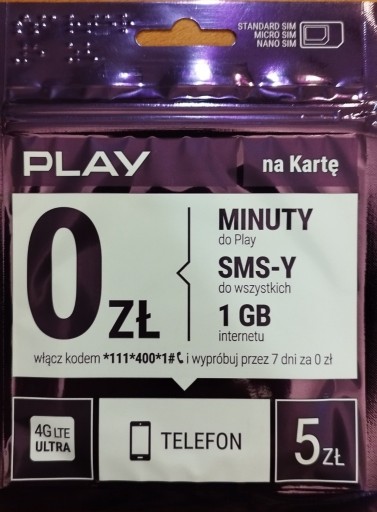 STANDARD SIM
MICRO SIM
NANO SIM
PLAY
na Kartę
0 ZŁ
MINUTY
do Play
SMS-Y
do wszystkich
1 GB
internetu
włącz kodem *111*400*1# i wypróbuj przez 7 dni za 0 zł
4G LTE
ULTRA
TELEFON
5 ZŁ